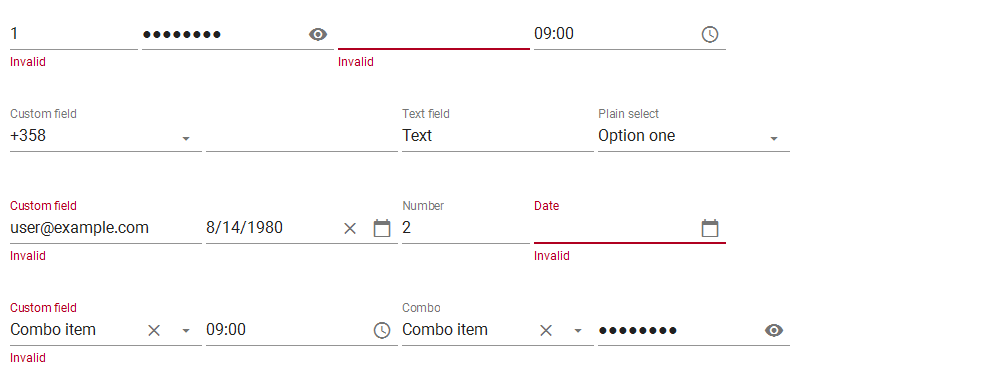 1 ●●●●●●●● 09:00
Invalid Invalid
Custom field Text field Plain select
+358 Text Option one
Custom field Number Date
user@example.com 8/14/1980 2
Invalid Invalid
Custom field Combo
Combo item 09:00 Combo item ●●●●●●●●
Invalid